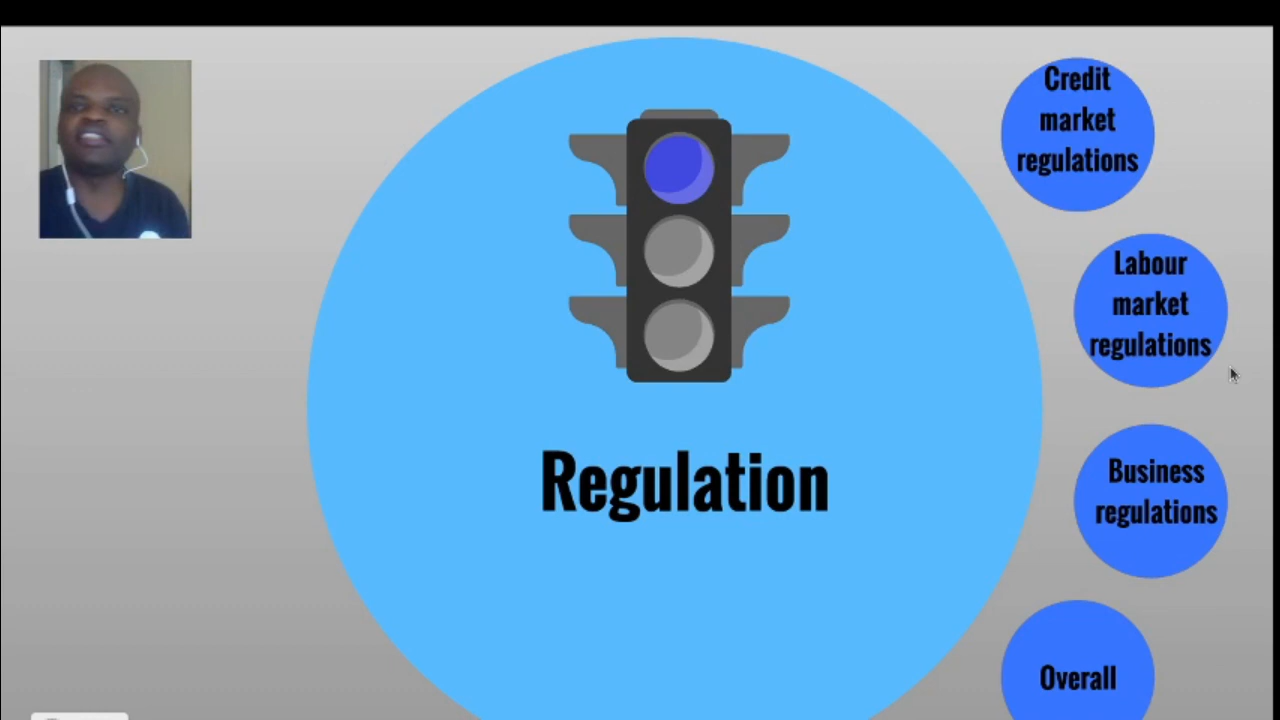 Credit
market
regulations
Labour
market
regulations
Regulation
Business
regulations
Overall